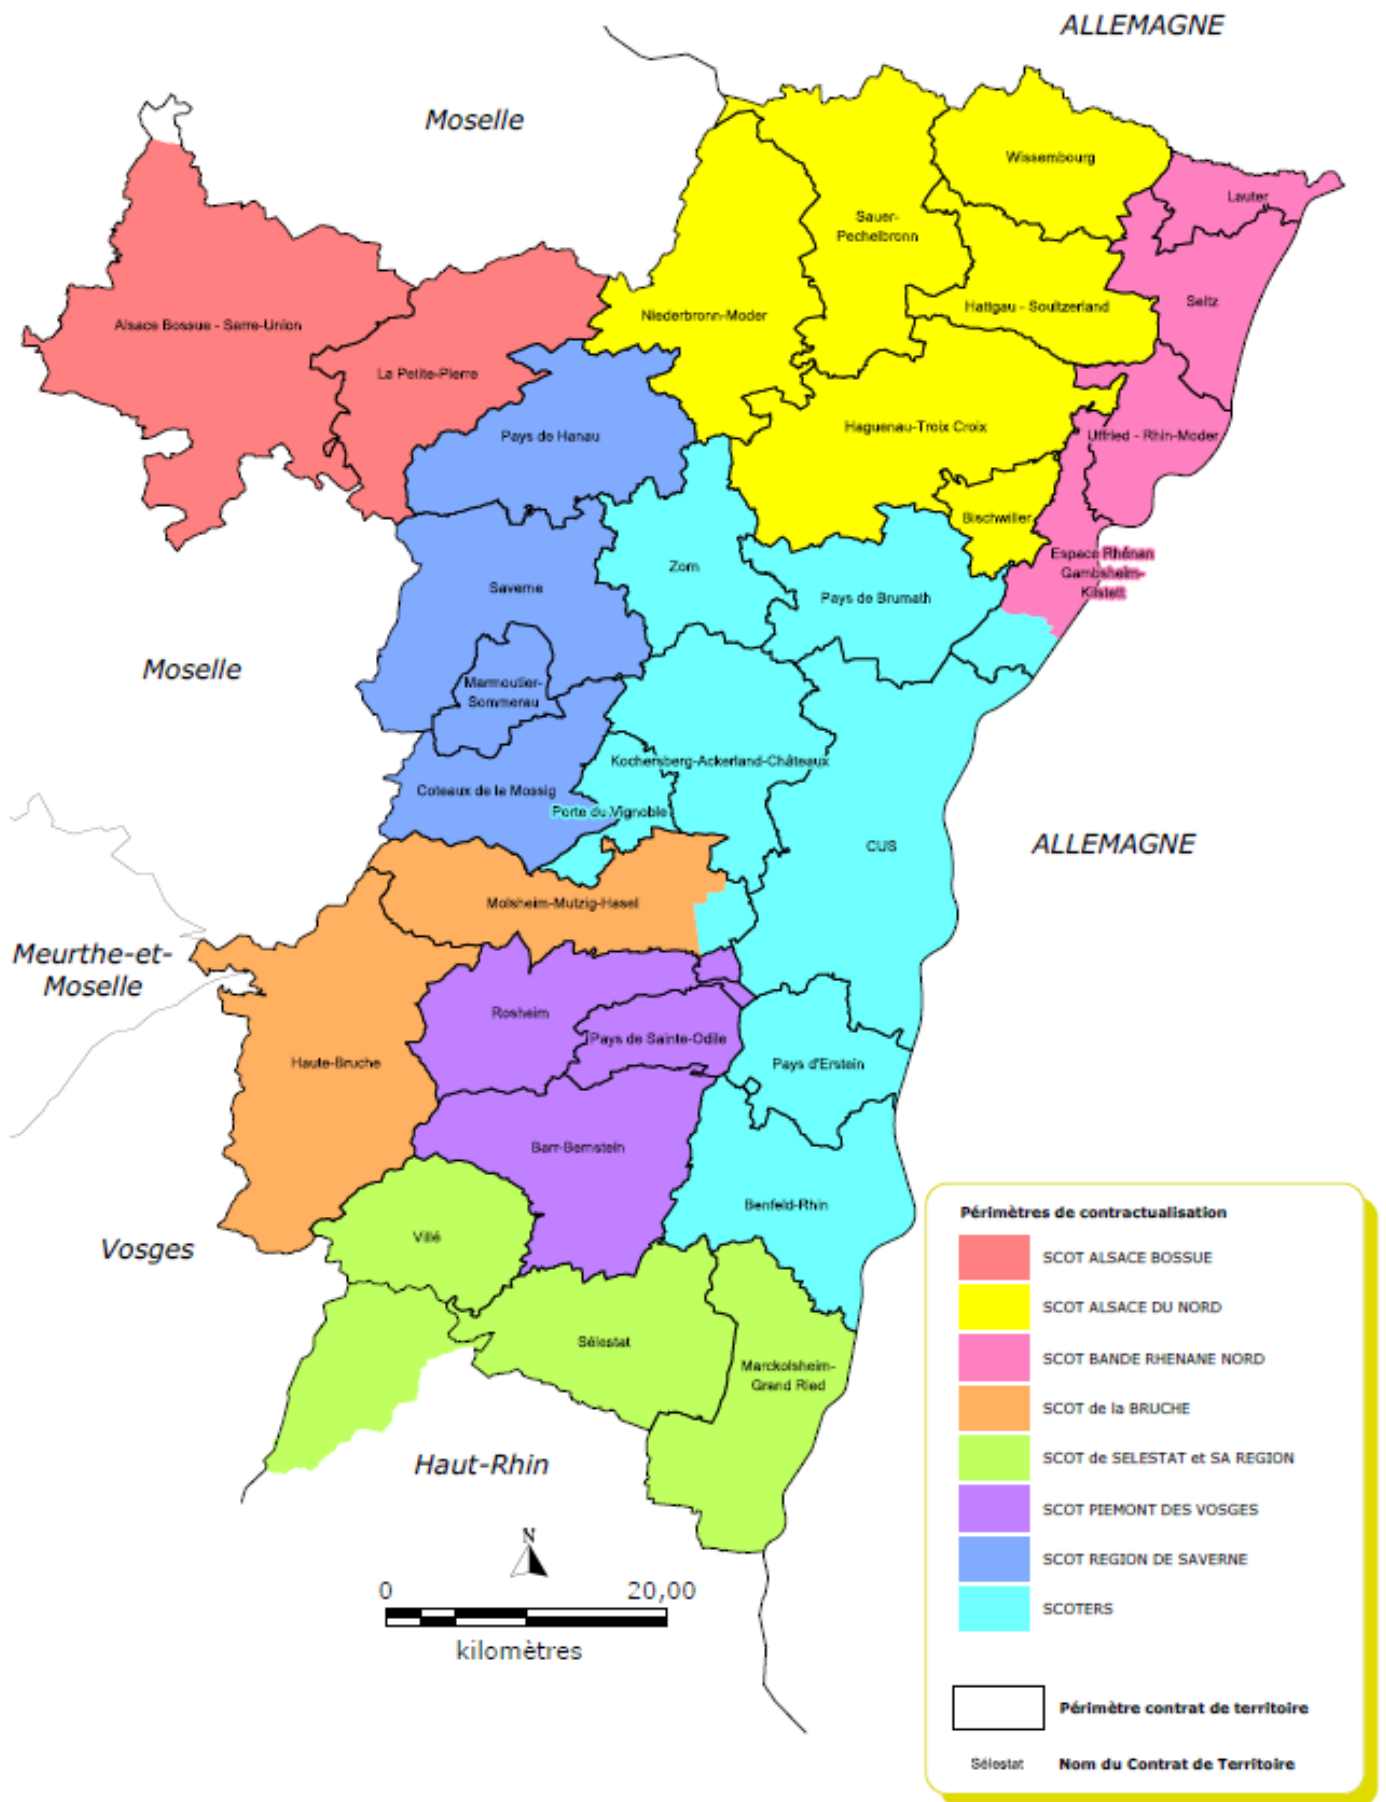 ALLEMAGNE
Moselle
Wissembourg
Lauter
Sauer-
Pechelbronn
Seltz
Hattgau - Soultzerland
Niederbronn-Moder
Alsace Bossue - Sarre-Union
La Petite-Pierre
Haguenau-Troix Croix
Uffried - Rhin-Moder
Pays de Hanau
Bischwiller
Espace Rhénan
Gambsheim-
Kilstett
Zorn
Saverne
Pays de Brumath
Moselle
Marmoutier-
Sommerau
Kochersberg-Ackerland-Châteaux
Coteaux de la Mossig
Porte du Vignoble
CUS
ALLEMAGNE
Molsheim-Mutzig-Hasel
Meurthe-et-
Moselle
Rosheim
Pays de Sainte-Odile
Haute-Bruche
Pays d'Erstein
Barr-Bernstein
Benfeld-Rhin
Villé
Vosges
Sélestat
Marckolsheim-
Grand Ried
Haut-Rhin
N
0 20,00
kilomètres
Périmètres de contractualisation
SCOT ALSACE BOSSUE
SCOT ALSACE DU NORD
SCOT BANDE RHENANE NORD
SCOT de la BRUCHE
SCOT de SELESTAT et SA REGION
SCOT PIEMONT DES VOSGES
SCOT REGION DE SAVERNE
SCOTERS
Périmètre contrat de territoire
Sélestat Nom du Contrat de Territoire